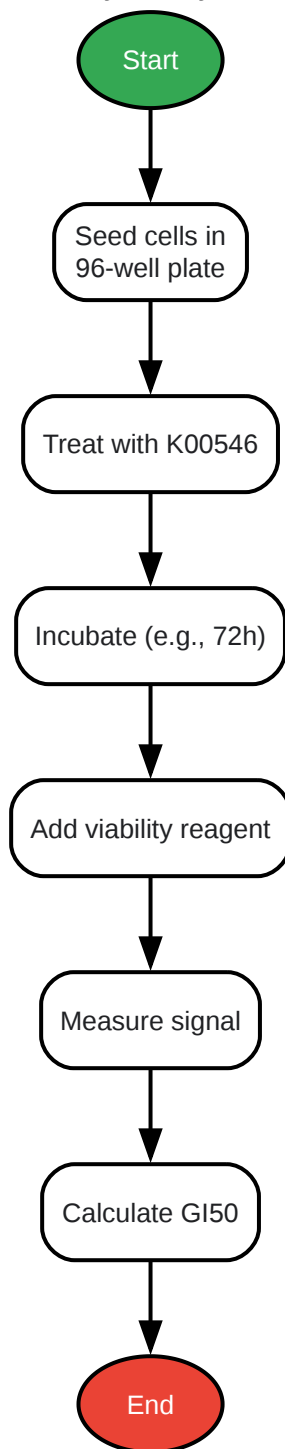 Start
Seed cells in
96-well plate
Treat with K00546
Incubate (e.g., 72h)
Add viability reagent
Measure signal
Calculate GI50
End